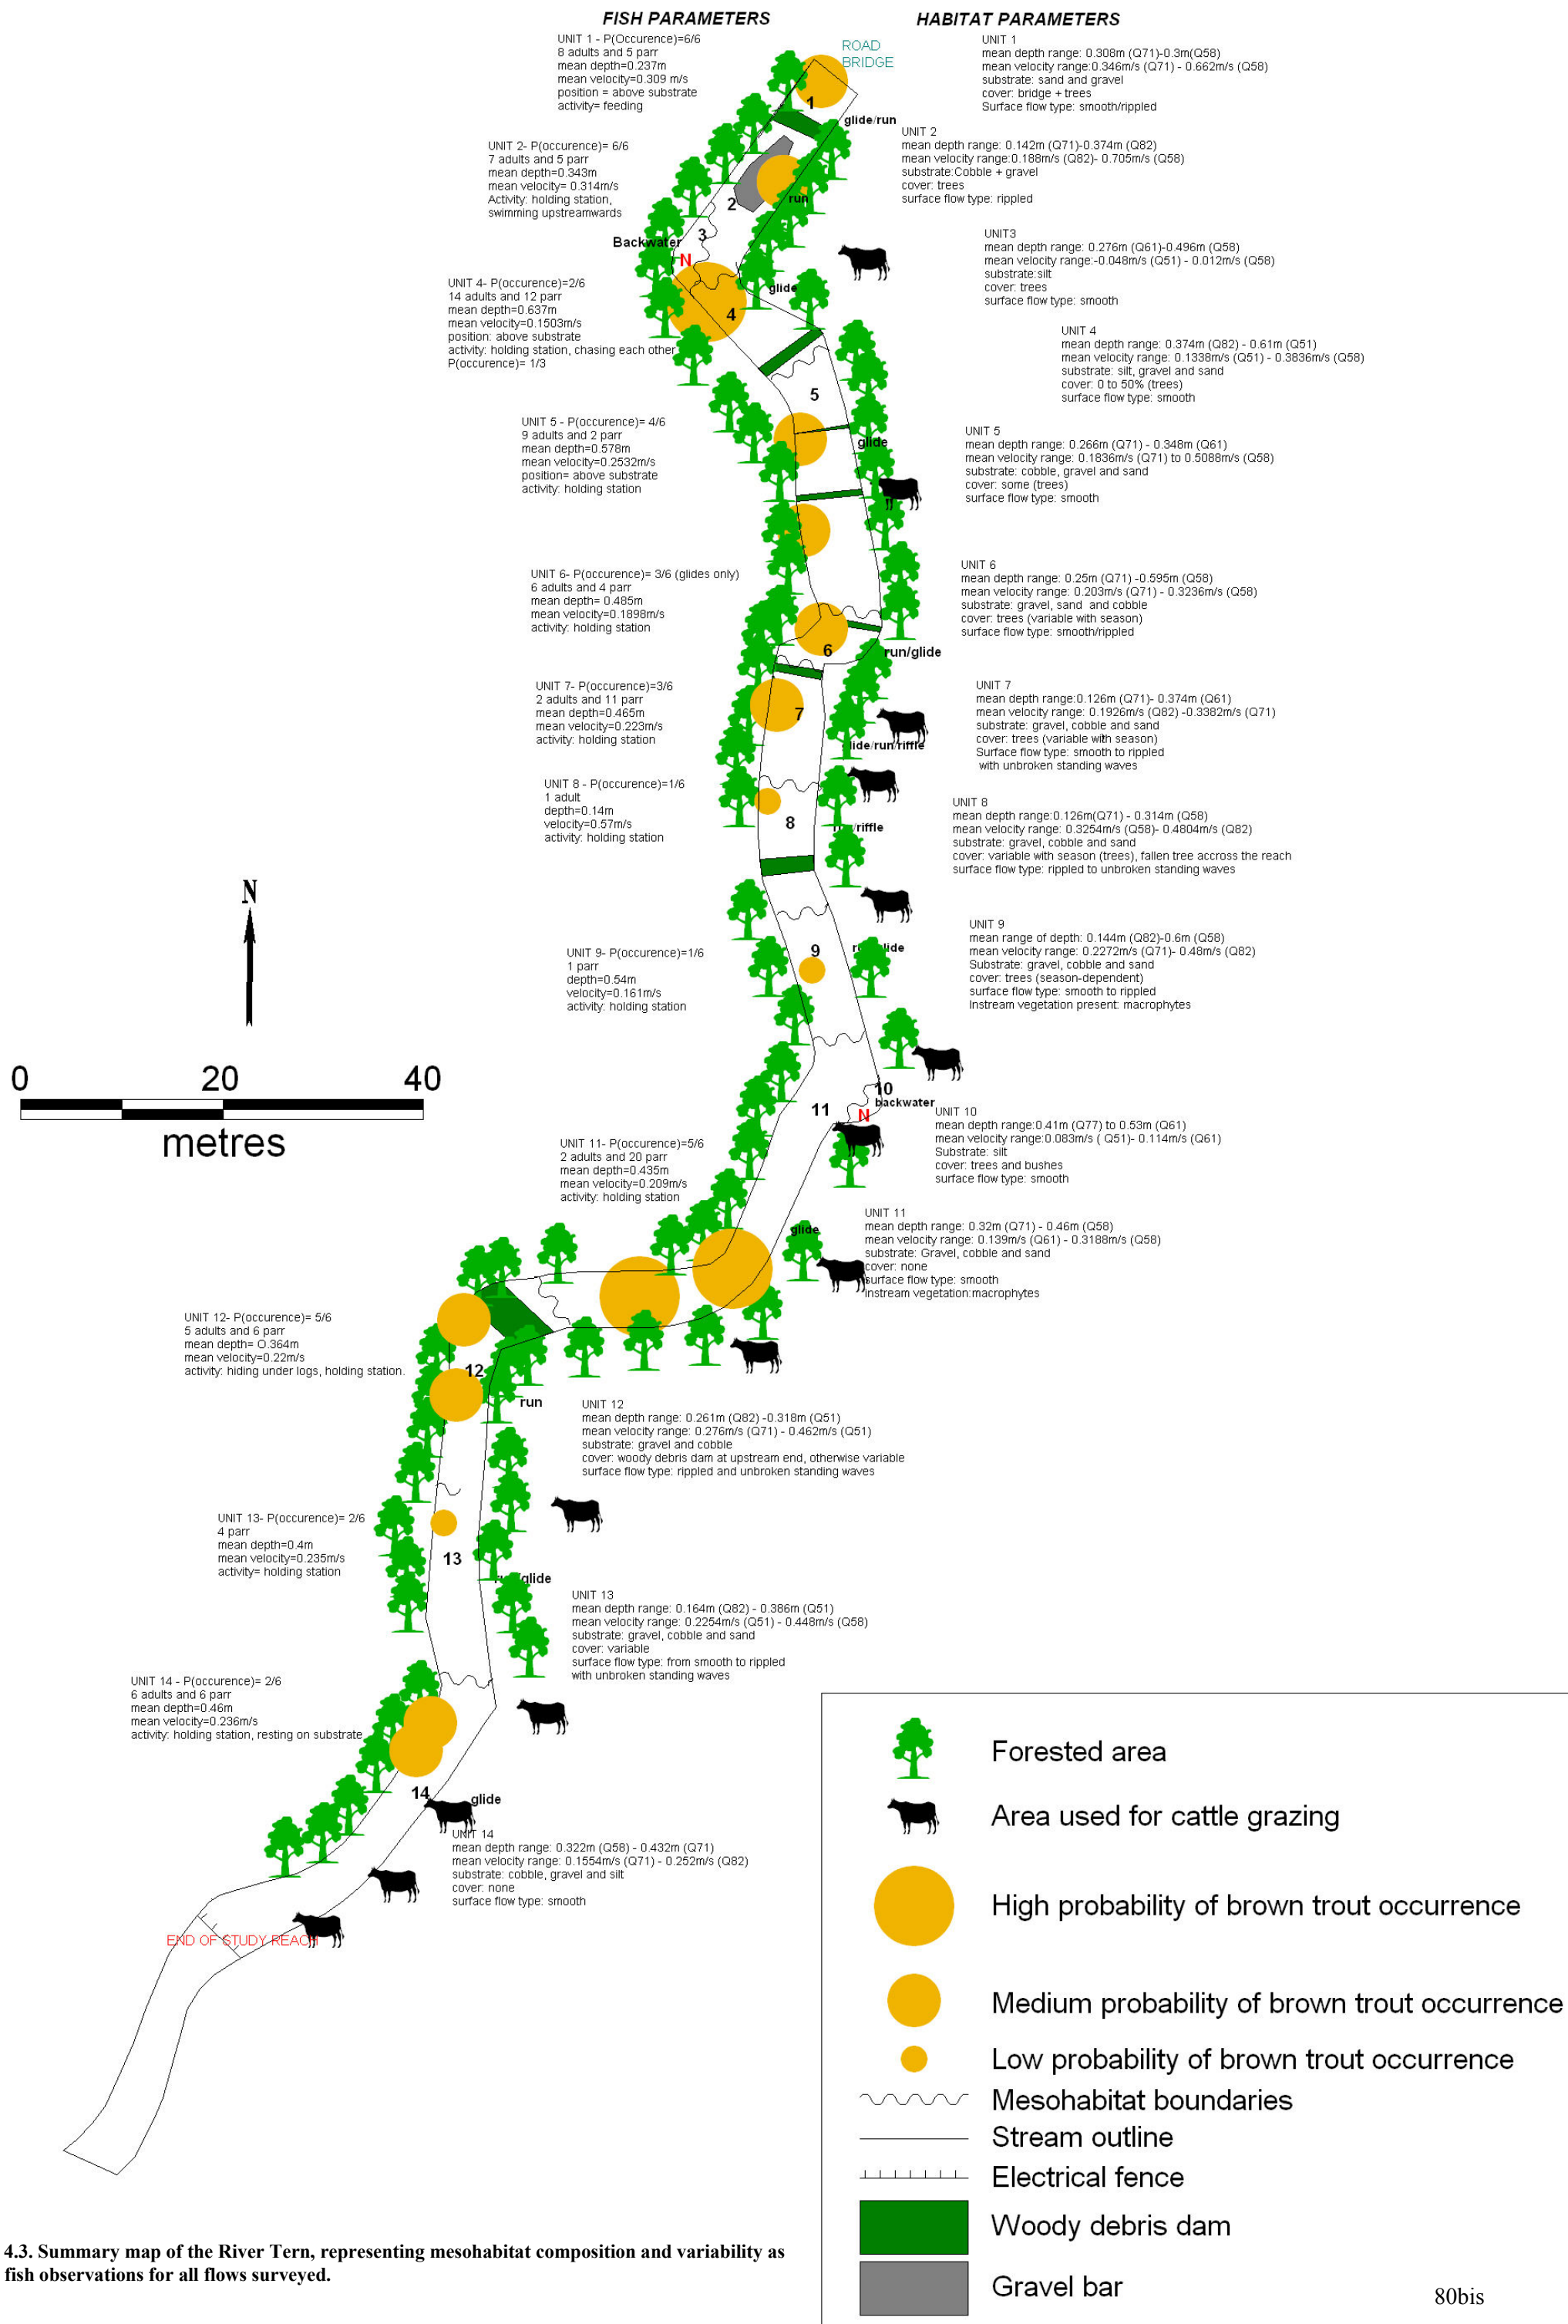 FISH PARAMETERS
HABITAT PARAMETERS
UNIT 1 - P(Occurence)=6/6
8 adults and 5 parr
mean depth=0.237m
mean velocity=0.309 m/s
position = above substrate
activity= feeding
ROAD
BRIDGE
UNIT 1
mean depth range: 0.308m (Q71)-0.3m(Q58)
mean velocity range:0.346m/s (Q71) - 0.662m/s (Q58)
substrate: sand and gravel
cover: bridge + trees
Surface flow type: smooth/rippled
1
glide/run
UNIT 2- P(occurence)= 6/6
7 adults and 5 parr
mean depth=0.343m
mean velocity= 0.314m/s
Activity: holding station,
swimming upstreamwards
UNIT 2
mean depth range: 0.142m (Q71)-0.374m (Q82)
mean velocity range:0.188m/s (Q82)- 0.705m/s (Q58)
substrate:Cobble + gravel
cover: trees
surface flow type: rippled
2
run
3
Backwater
N
UNIT3
mean depth range: 0.276m (Q61)-0.496m (Q58)
mean velocity range:-0.048m/s (Q51) - 0.012m/s (Q58)
substrate:silt
cover: trees
surface flow type: smooth
UNIT 4- P(occurence)=2/6
14 adults and 12 parr
mean depth=0.637m
mean velocity=0.1503m/s
position: above substrate
activity: holding station, chasing each other
P(occurence)= 1/3
glide
4
UNIT 4
mean depth range: 0.374m (Q82) - 0.61m (Q51)
mean velocity range: 0.1338m/s (Q51) - 0.3836m/s (Q58)
substrate: silt, gravel and sand
cover: 0 to 50% (trees)
surface flow type: smooth
5
UNIT 5 - P(occurence)= 4/6
9 adults and 2 parr
mean depth=0.578m
mean velocity=0.2532m/s
position= above substrate
activity: holding station
glide
UNIT 5
mean depth range: 0.266m (Q71) - 0.348m (Q61)
mean velocity range: 0.1836m/s (Q71) to 0.5088m/s (Q58)
substrate: cobble, gravel and sand
cover: some (trees)
surface flow type: smooth
UNIT 6- P(occurence)= 3/6 (glides only)
6 adults and 4 parr
mean depth= 0.485m
mean velocity=0.1898m/s
activity: holding station
UNIT 6
mean depth range: 0.25m (Q71) -0.595m (Q58)
mean velocity range: 0.203m/s (Q71) - 0.3236m/s (Q58)
substrate: gravel, sand and cobble
cover: trees (variable with season)
surface flow type: smooth/rippled
6
run/glide
UNIT 7- P(occurence)=3/6
2 adults and 11 parr
mean depth=0.465m
mean velocity=0.223m/s
activity: holding station
7
UNIT 7
mean depth range:0.126m (Q71)- 0.374m (Q61)
mean velocity range: 0.1926m/s (Q82) -0.3382m/s (Q71)
substrate: gravel, cobble and sand
cover: trees (variable with season)
Surface flow type: smooth to rippled
with unbroken standing waves
lide/run/riffle
UNIT 8 - P(occurence)=1/6
1 adult
depth=0.14m
velocity=0.57m/s
activity: holding station
8
/riffle
UNIT 8
mean depth range:0.126m(Q71) - 0.314m (Q58)
mean velocity range: 0.3254m/s (Q58)- 0.4804m/s (Q82)
substrate: gravel, cobble and sand
cover: variable with season (trees), fallen tree accross the reach
surface flow type: rippled to unbroken standing waves
N
0 20 40
metres
UNIT 9- P(occurence)=1/6
1 parr
depth=0.54m
velocity=0.161m/s
activity: holding station
9
UNIT 9
mean range of depth: 0.144m (Q82)-0.6m (Q58)
mean velocity range: 0.2272m/s (Q71)- 0.48m/s (Q82)
Substrate: gravel, cobble and sand
cover: trees (season-dependent)
surface flow type: smooth to rippled
Instream vegetation present: macrophytes
10
backwater
11
N
UNIT 10
mean depth range:0.41m (Q77) to 0.53m (Q61)
mean velocity range:0.083m/s ( Q51)- 0.114m/s (Q61)
Substrate: silt
cover: trees and bushes
surface flow type: smooth
UNIT 11- P(occurence)=5/6
2 adults and 20 parr
mean depth=0.435m
mean velocity=0.209m/s
activity: holding station
glide
UNIT 11
mean depth range: 0.32m (Q71) - 0.46m (Q58)
mean velocity range: 0.139m/s (Q61) - 0.3188m/s (Q58)
substrate: Gravel, cobble and sand
cover: none
surface flow type: smooth
Instream vegetation:macrophytes
UNIT 12- P(occurence)= 5/6
5 adults and 6 parr
mean depth= O.364m
mean velocity=0.22m/s
activity: hiding under logs, holding station.
12
run
UNIT 12
mean depth range: 0.261m (Q82) -0.318m (Q51)
mean velocity range: 0.276m/s (Q71) - 0.462m/s (Q51)
substrate: gravel and cobble
cover: woody debris dam at upstream end, otherwise variable
surface flow type: rippled and unbroken standing waves
UNIT 13- P(occurence)= 2/6
4 parr
mean depth=0.4m
mean velocity=0.235m/s
activity= holding station
13
glide
UNIT 13
mean depth range: 0.164m (Q82) - 0.386m (Q51)
mean velocity range: 0.2254m/s (Q51) - 0.448m/s (Q58)
substrate: gravel, cobble and sand
cover: variable
surface flow type: from smooth to rippled
with unbroken standing waves
UNIT 14 - P(occurence)= 2/6
6 adults and 6 parr
mean depth=0.46m
mean velocity=0.236m/s
activity: holding station, resting on substrate
14
glide
UNIT 14
mean depth range: 0.322m (Q58) - 0.432m (Q71)
mean velocity range: 0.1554m/s (Q71) - 0.252m/s (Q82)
substrate: cobble, gravel and silt
cover: none
surface flow type: smooth
END OF STUDY REACH
Forested area
Area used for cattle grazing
High probability of brown trout occurrence
Medium probability of brown trout occurrence
Low probability of brown trout occurrence
Mesohabitat boundaries
Stream outline
Electrical fence
Woody debris dam
Gravel bar
4.3. Summary map of the River Tern, representing mesohabitat composition and variability as
fish observations for all flows surveyed.
80bis